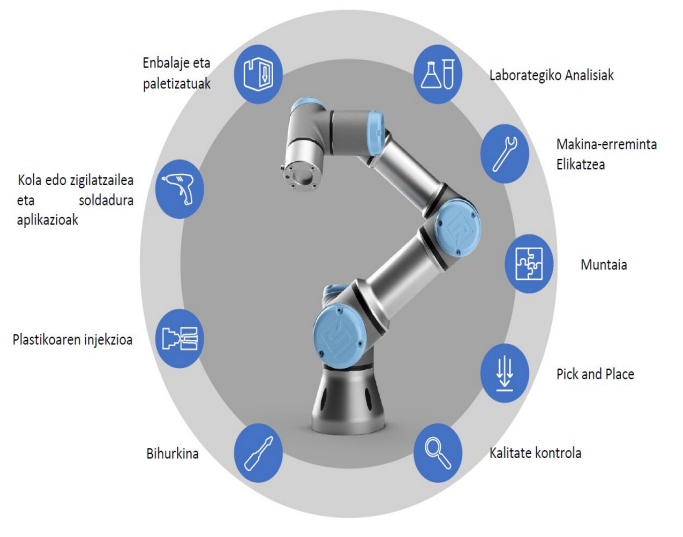 Enbalaje eta
paletizatuak
Laborategiko Analisiak
Makina-erreminta
Elikatzea
Kola edo zigilatzailea
eta soldadura
aplikazioak
Muntaia
Plastikoaren injekzioa
Pick and Place
Bihurkina
Kalitate kontrola